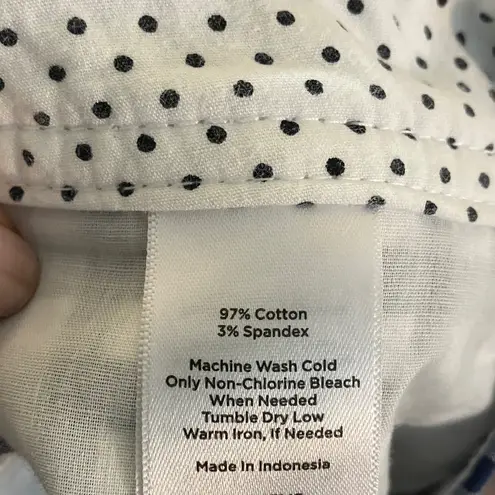 97% Cotton
3% Spandex
Machine Wash Cold
Only Non-Chlorine Bleach
When Needed
Tumble Dry Low
Warm Iron, If Needed
Made In Indonesia